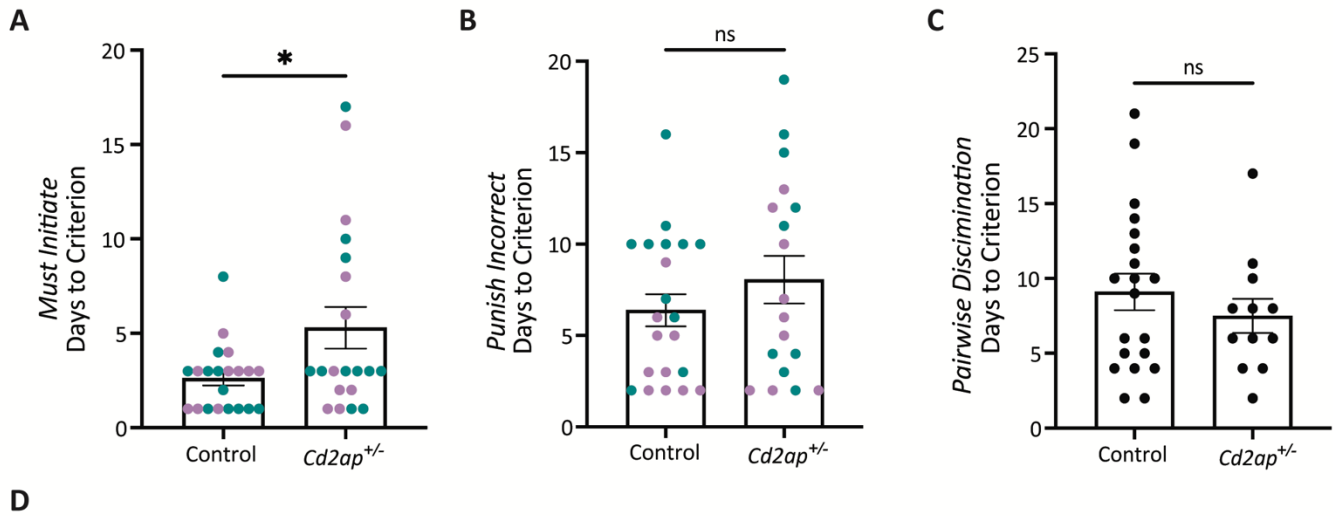 A
Must Initiate
Days to Criterion
20
15
10
5
0
*
Control
Cd2ap+/-
B
Punish Incorrect
Days to Criterion
20
15
10
5
0
ns
Control
Cd2ap+/-
C
Pairwise Discimination
Days to Criterion
25
20
15
10
5
0
ns
Control
Cd2ap+/-
D